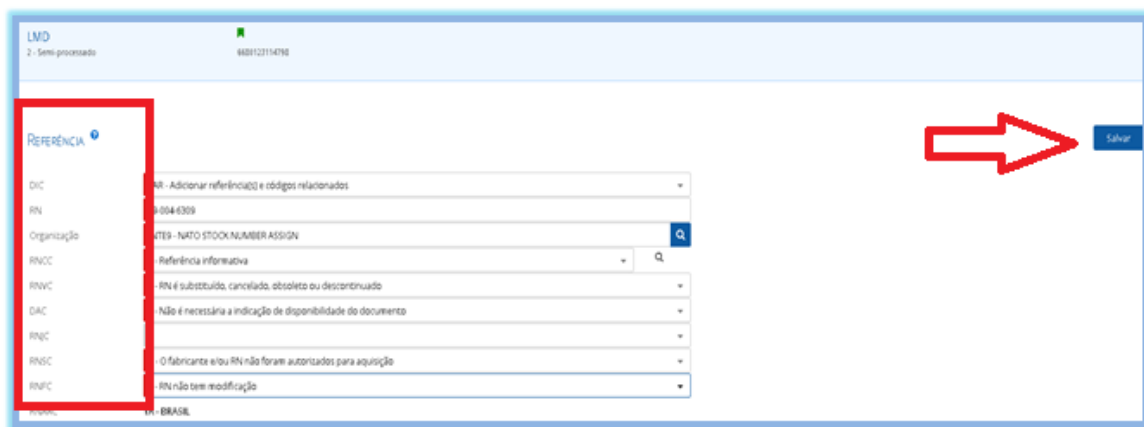 LMD
2 - Semi-processado
6680123114798
REFERÊNCIA
Salvar
DIC
AR - Adicionar referência(s) e códigos relacionados
RN
9-004-6309
Organização
NTE9 - NATO STOCK NUMBER ASSIGN
RNCC
- Referência informativa
RNVC
- RN é substituído, cancelado, obsoleto ou descontinuado
DAC
- Não é necessária a indicação de disponibilidade do documento
RNJC
RNSC
- O fabricante e/ou RN não foram autorizados para aquisição
RNFC
- RN não tem modificação
- BRASIL